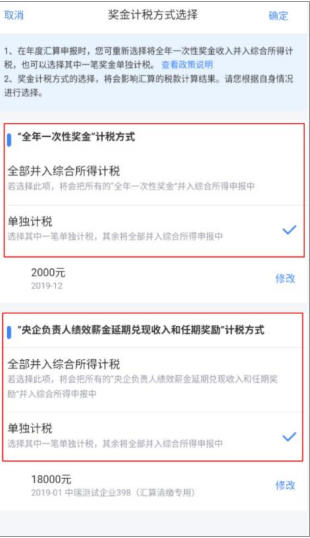 取消 奖金计税方式选择 确定
1、在年度汇算申报时，您可重新选择将全年一次性奖金收入并入综合所得计
税，也可以选择其中一笔奖金单独计税。 查看政策说明
2、奖金计税方式的选择，将会影响汇算的税款计算结果。请您根据自身情况
进行选择。
“全年一次性奖金”计税方式
全部并入综合所得计税
若选择此项，将会把所有的“全年一次性奖金”并入综合所得申报中
单独计税
选择其中一笔单独计税，其余将全部并入综合所得申报中
2000元
2019-12
修改
“央企负责人绩效薪金延期兑现收入和任期奖励”计税方式
全部并入综合所得计税
若选择此项，将会把所有的“央企负责人绩效薪金延期兑现收入和任期奖
励”并入综合所得申报中
单独计税
选择其中一笔单独计税，其余将全部并入综合所得申报中
18000元
2019-01 中瑞测试企业398（汇算清缴专用）
修改